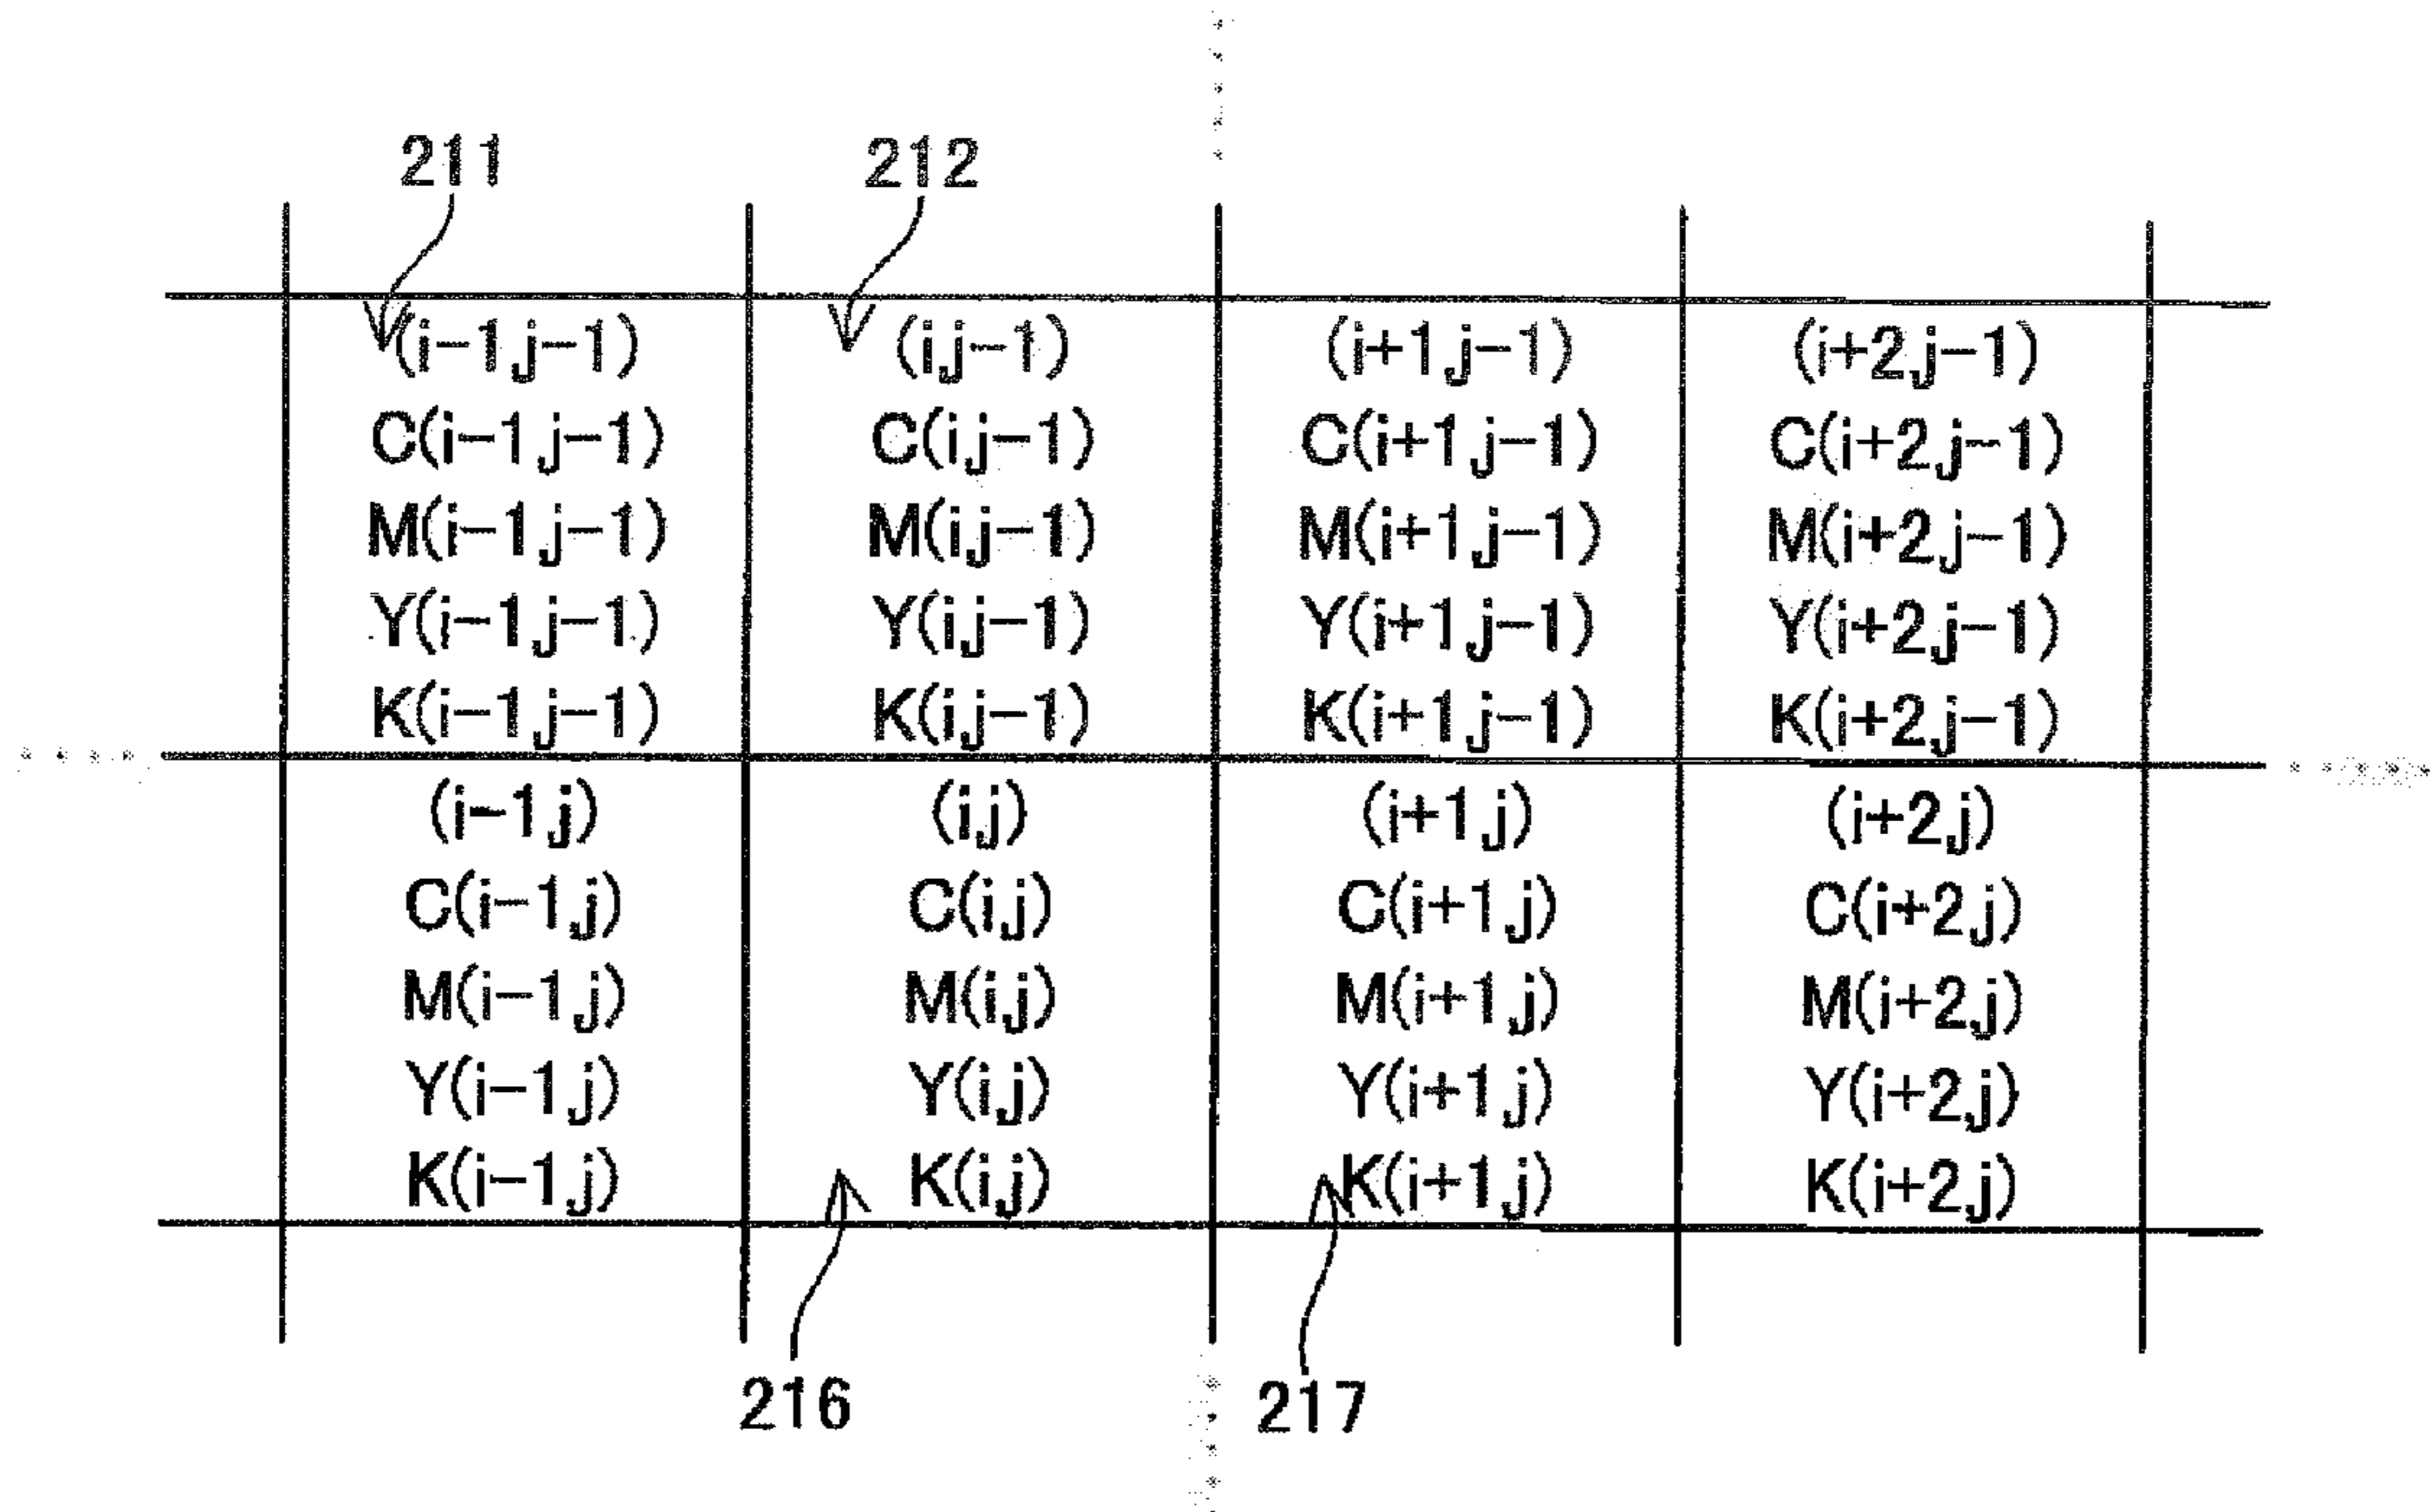 211 212
(i-1,j-1) (i,j-1) (i+1,j-1) (i+2,j-1)
C(i-1,j-1) C(i,j-1) C(i+1,j-1) C(i+2,j-1)
M(i-1,j-1) M(i,j-1) M(i+1,j-1) M(i+2,j-1)
Y(i-1,j-1) Y(i,j-1) Y(i+1,j-1) Y(i+2,j-1)
K(i-1,j-1) K(i,j-1) K(i+1,j-1) K(i+2,j-1)
(i-1,j) (i,j) (i+1,j) (i+2,j)
C(i-1,j) C(i,j) C(i+1,j) C(i+2,j)
M(i-1,j) M(i,j) M(i+1,j) M(i+2,j)
Y(i-1,j) Y(i,j) Y(i+1,j) Y(i+2,j)
K(i-1,j) K(i,j) K(i+1,j) K(i+2,j)
216 217